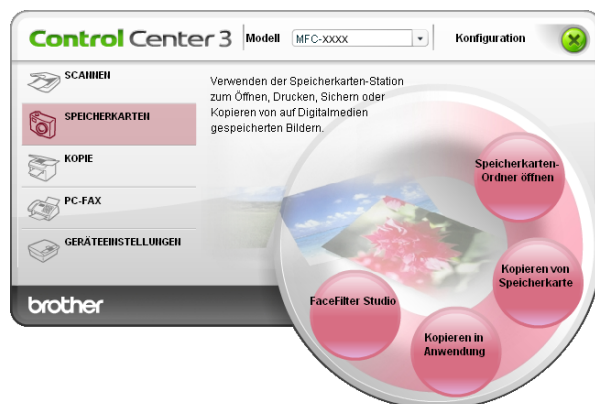 Control Center 3
Modell
MFC-XXXX
Konfiguration
SCANNEN
SPEICHERKARTEN
KOPIE
PC-FAX
GERÄTEEINSTELLUNGEN
Verwenden der Speicherkarten-Station
zum Öffnen, Drucken, Sichern oder
Kopieren von auf Digitalmedien
gespeicherten Bildern.
Speicherkarten-
Ordner öffnen
Kopieren von
Speicherkarte
Kopieren in
Anwendung
FaceFilter Studio
brother